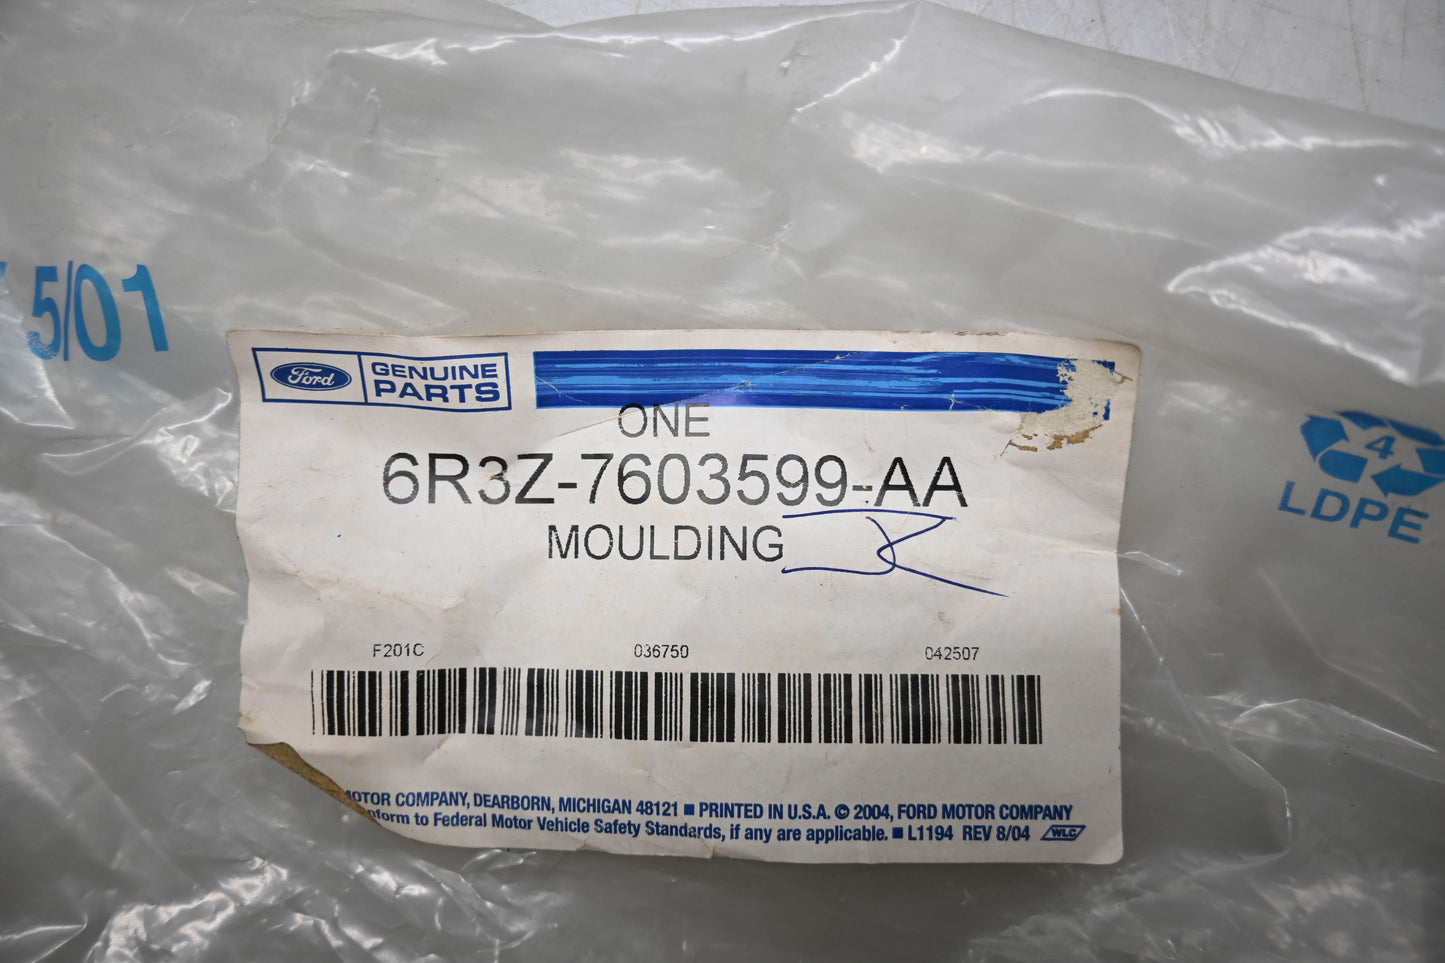 5/01
Ford
GENUINE
PARTS
ONE
6R3Z-7603599-AA
MOULDING
F201C 036750 042507
MOTOR COMPANY, DEARBORN, MICHIGAN 48121 ■ PRINTED IN U.S.A. © 2004, FORD MOTOR COMPANY
to Federal Motor Vehicle Safety Standards, if any are applicable. ■ L1194 REV 8/04 WLC
4
LDPE